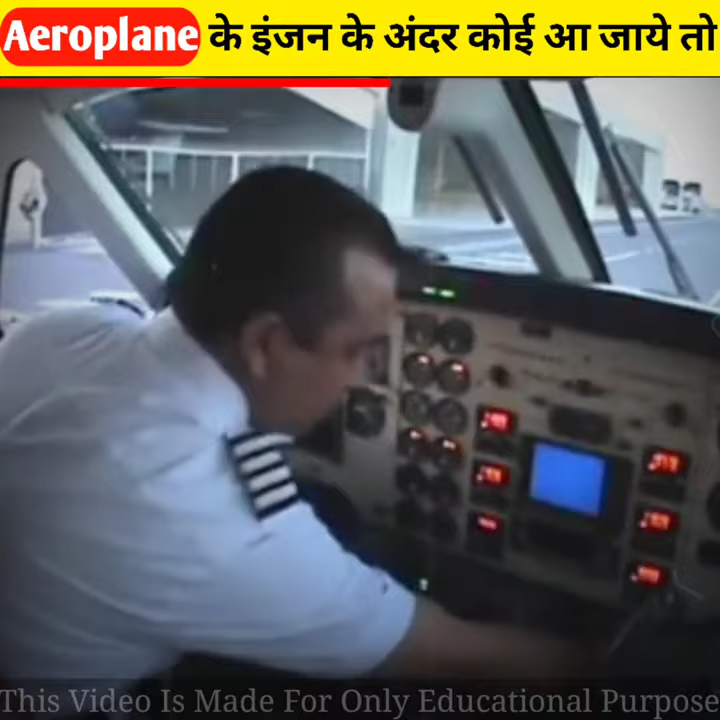 Aeroplane के इंजन के अंदर कोई आ जाये तो
This Video Is Made For Only Educational Purpose